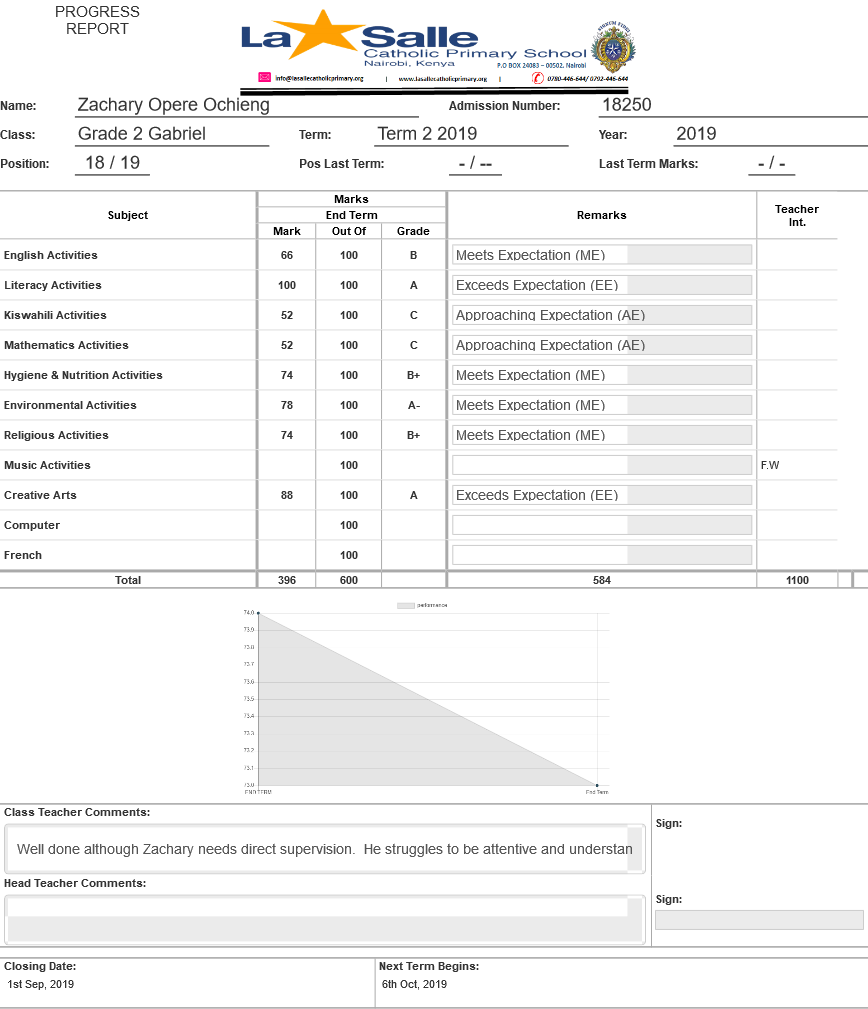 PROGRESS
REPORT
La Salle
Catholic Primary School
Nairobi, Kenya
P.O BOX 24083 – 00502, Nairobi
info@lasallecatholicprimary.org | www.lasallecatholicprimary.org | 0780-446-644/ 0792-446-644
Name: Zachary Opere Ochieng Admission Number: 18250
Class: Grade 2 Gabriel Term: Term 2 2019 Year: 2019
Position: 18 / 19 Pos Last Term: - / -- Last Term Marks: - / -
Subject Marks Remarks Teacher Int.
End Term
Mark Out Of Grade
English Activities 66 100 B Meets Expectation (ME)
Literacy Activities 100 100 A Exceeds Expectation (EE)
Kiswahili Activities 52 100 C Approaching Expectation (AE)
Mathematics Activities 52 100 C Approaching Expectation (AE)
Hygiene & Nutrition Activities 74 100 B+ Meets Expectation (ME)
Environmental Activities 78 100 A- Meets Expectation (ME)
Religious Activities 74 100 B+ Meets Expectation (ME)
Music Activities 100 F.W
Creative Arts 88 100 A Exceeds Expectation (EE)
Computer 100
French 100
Total 396 600 584 1100
performance
74.0
73.9
73.8
73.7
73.6
73.5
73.4
73.3
73.2
73.1
73.0
END TERM End Term
Class Teacher Comments:
Sign:
Well done although Zachary needs direct supervision. He struggles to be attentive and understan
Head Teacher Comments:
Sign:
Closing Date: Next Term Begins:
1st Sep, 2019 6th Oct, 2019